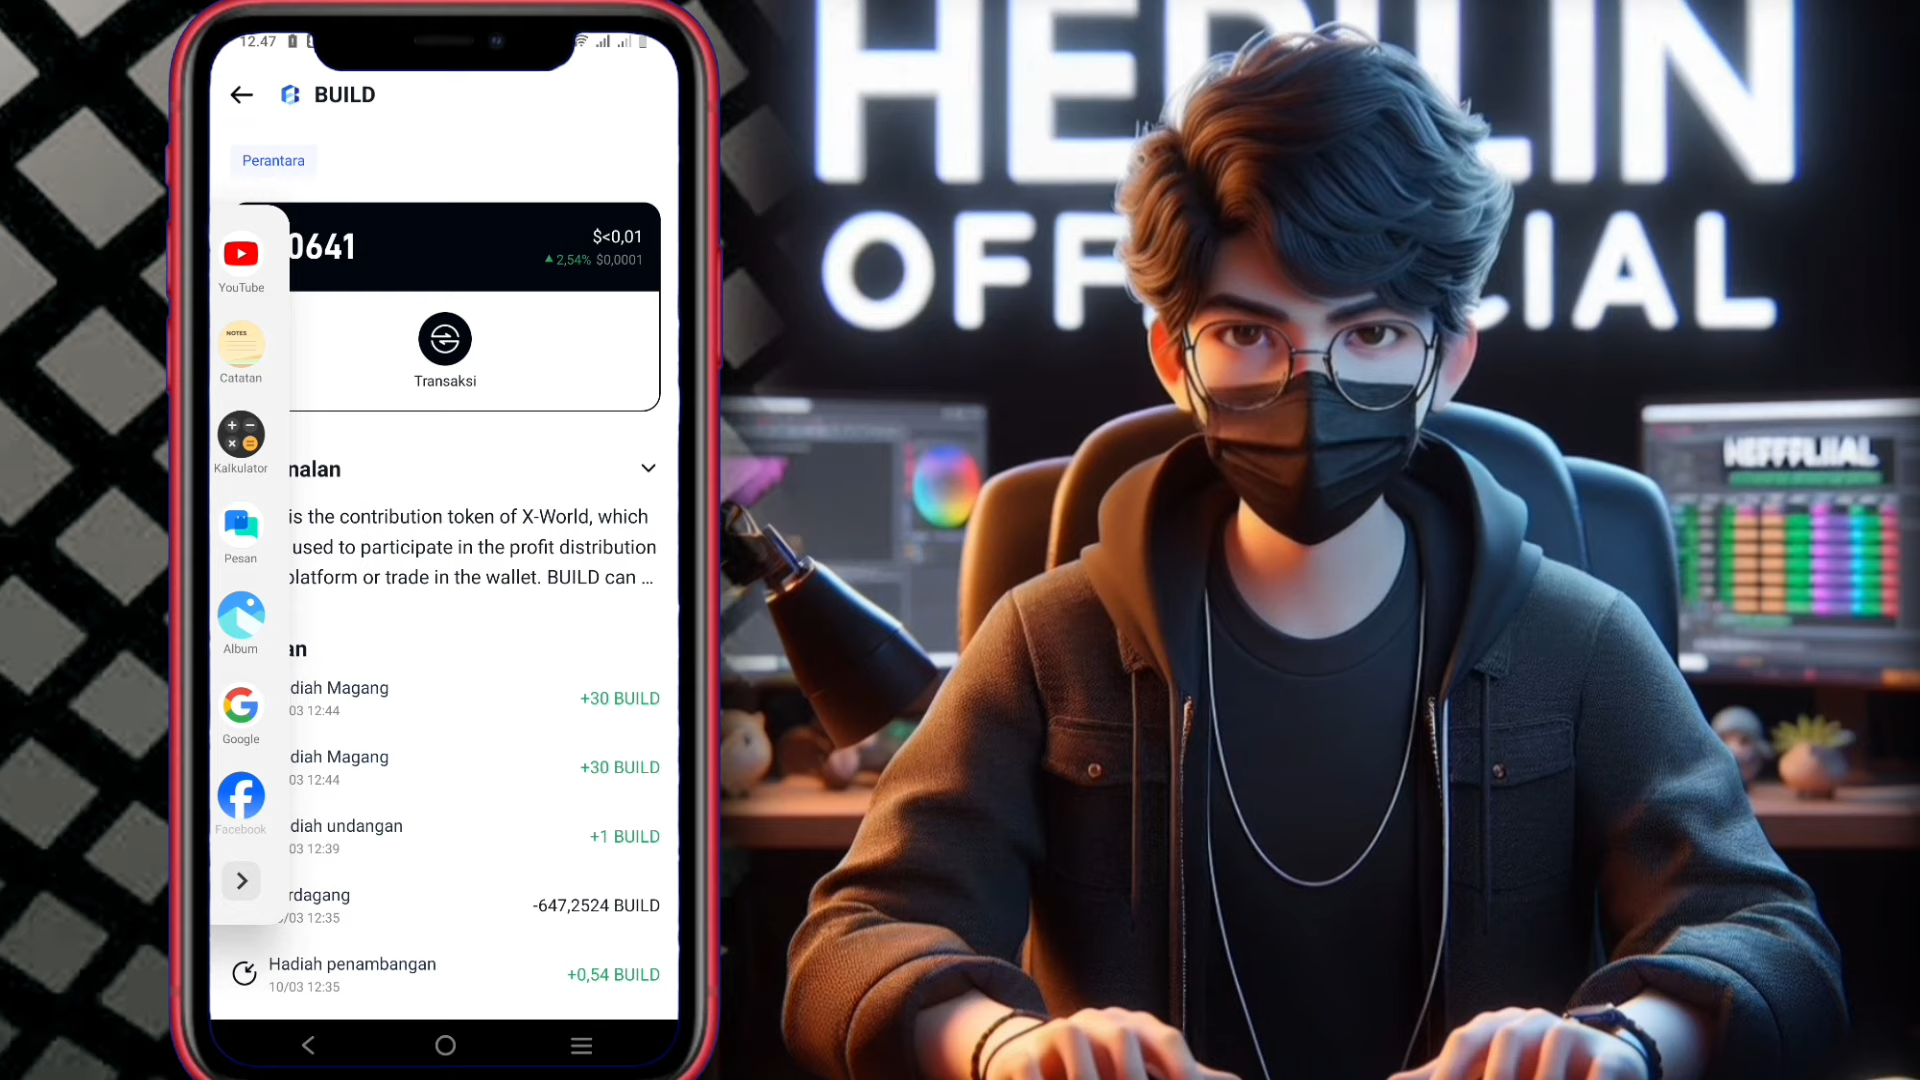 12.47
BUILD
Perantara
0641
$<0,01
2,54% $0,0001
YouTube
NOTES
Catatan
Transaksi
Kalkulator
nalan
is the contribution token of X-World, which
used to participate in the profit distribution
platform or trade in the wallet. BUILD can ...
Pesan
Album
an
diah Magang
+30 BUILD
03 12:44
Google
diah Magang
+30 BUILD
03 12:44
Facebook
diah undangan
+1 BUILD
03 12:39
rdagang
-647,2524 BUILD
/03 12:35
Hadiah penambangan
+0,54 BUILD
10/03 12:35
OFF CIAL